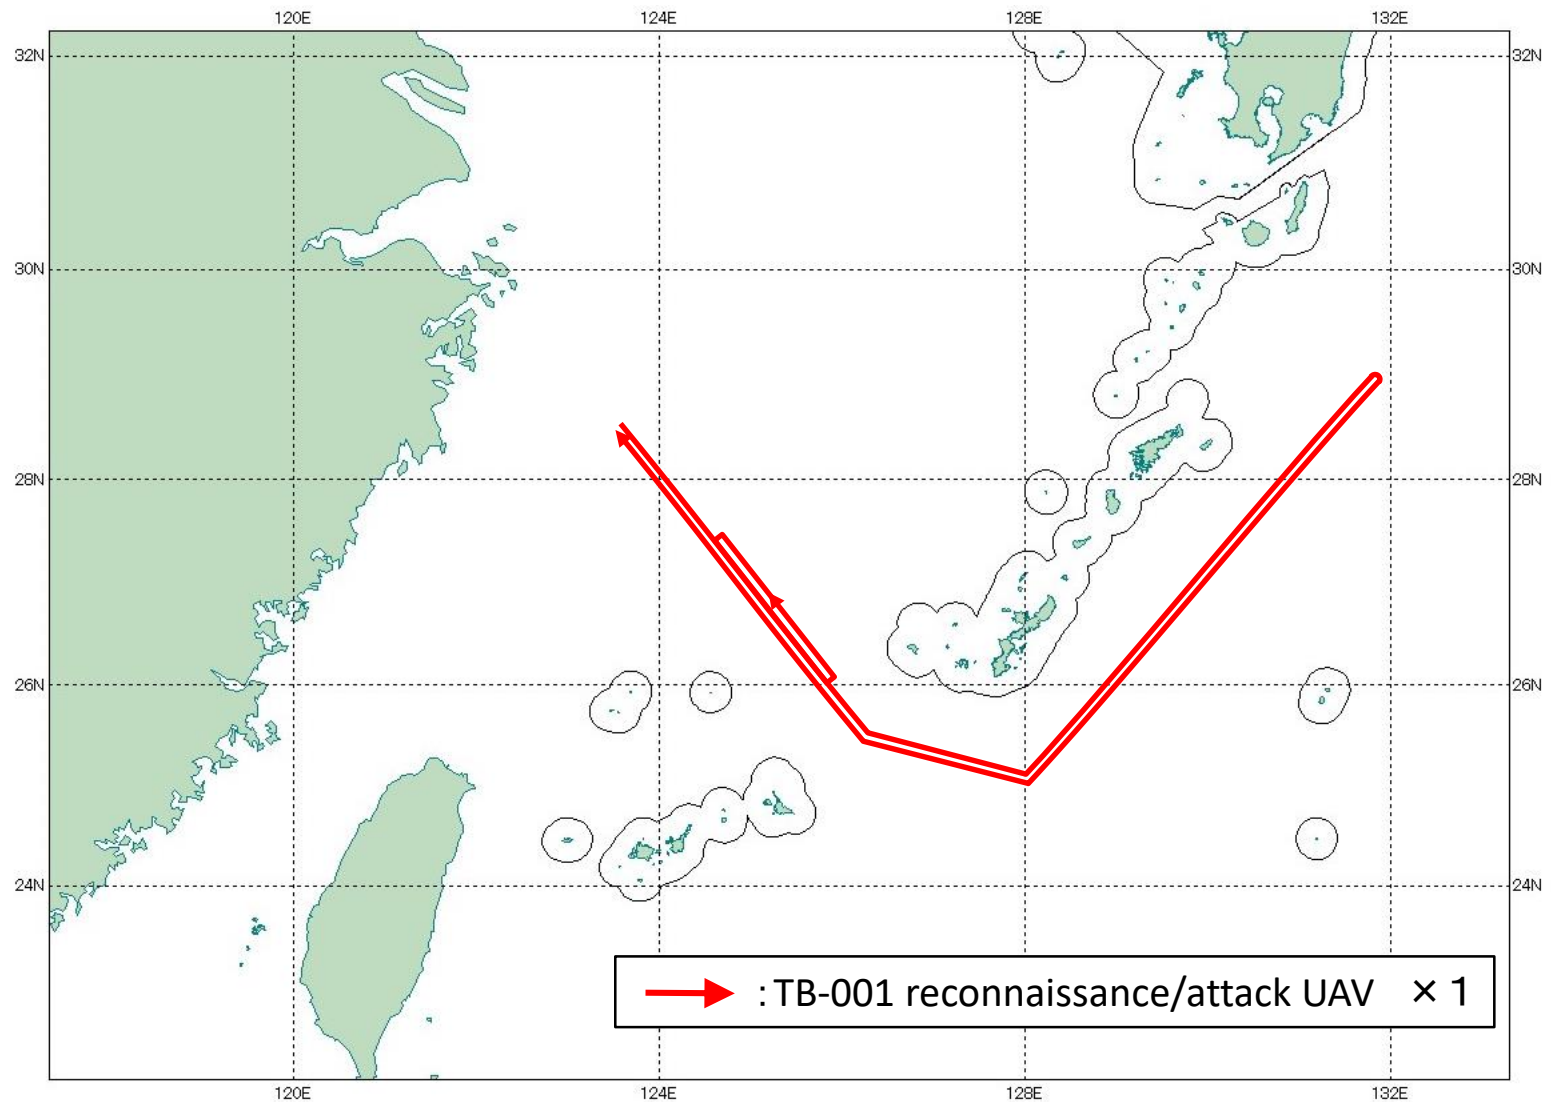 120E 124E 128E 132E
32N 32N
30N 30N
28N 28N
26N 26N
24N 24N
: TB-001 reconnaissance/attack UAV × 1
120E 124E 128E 132E